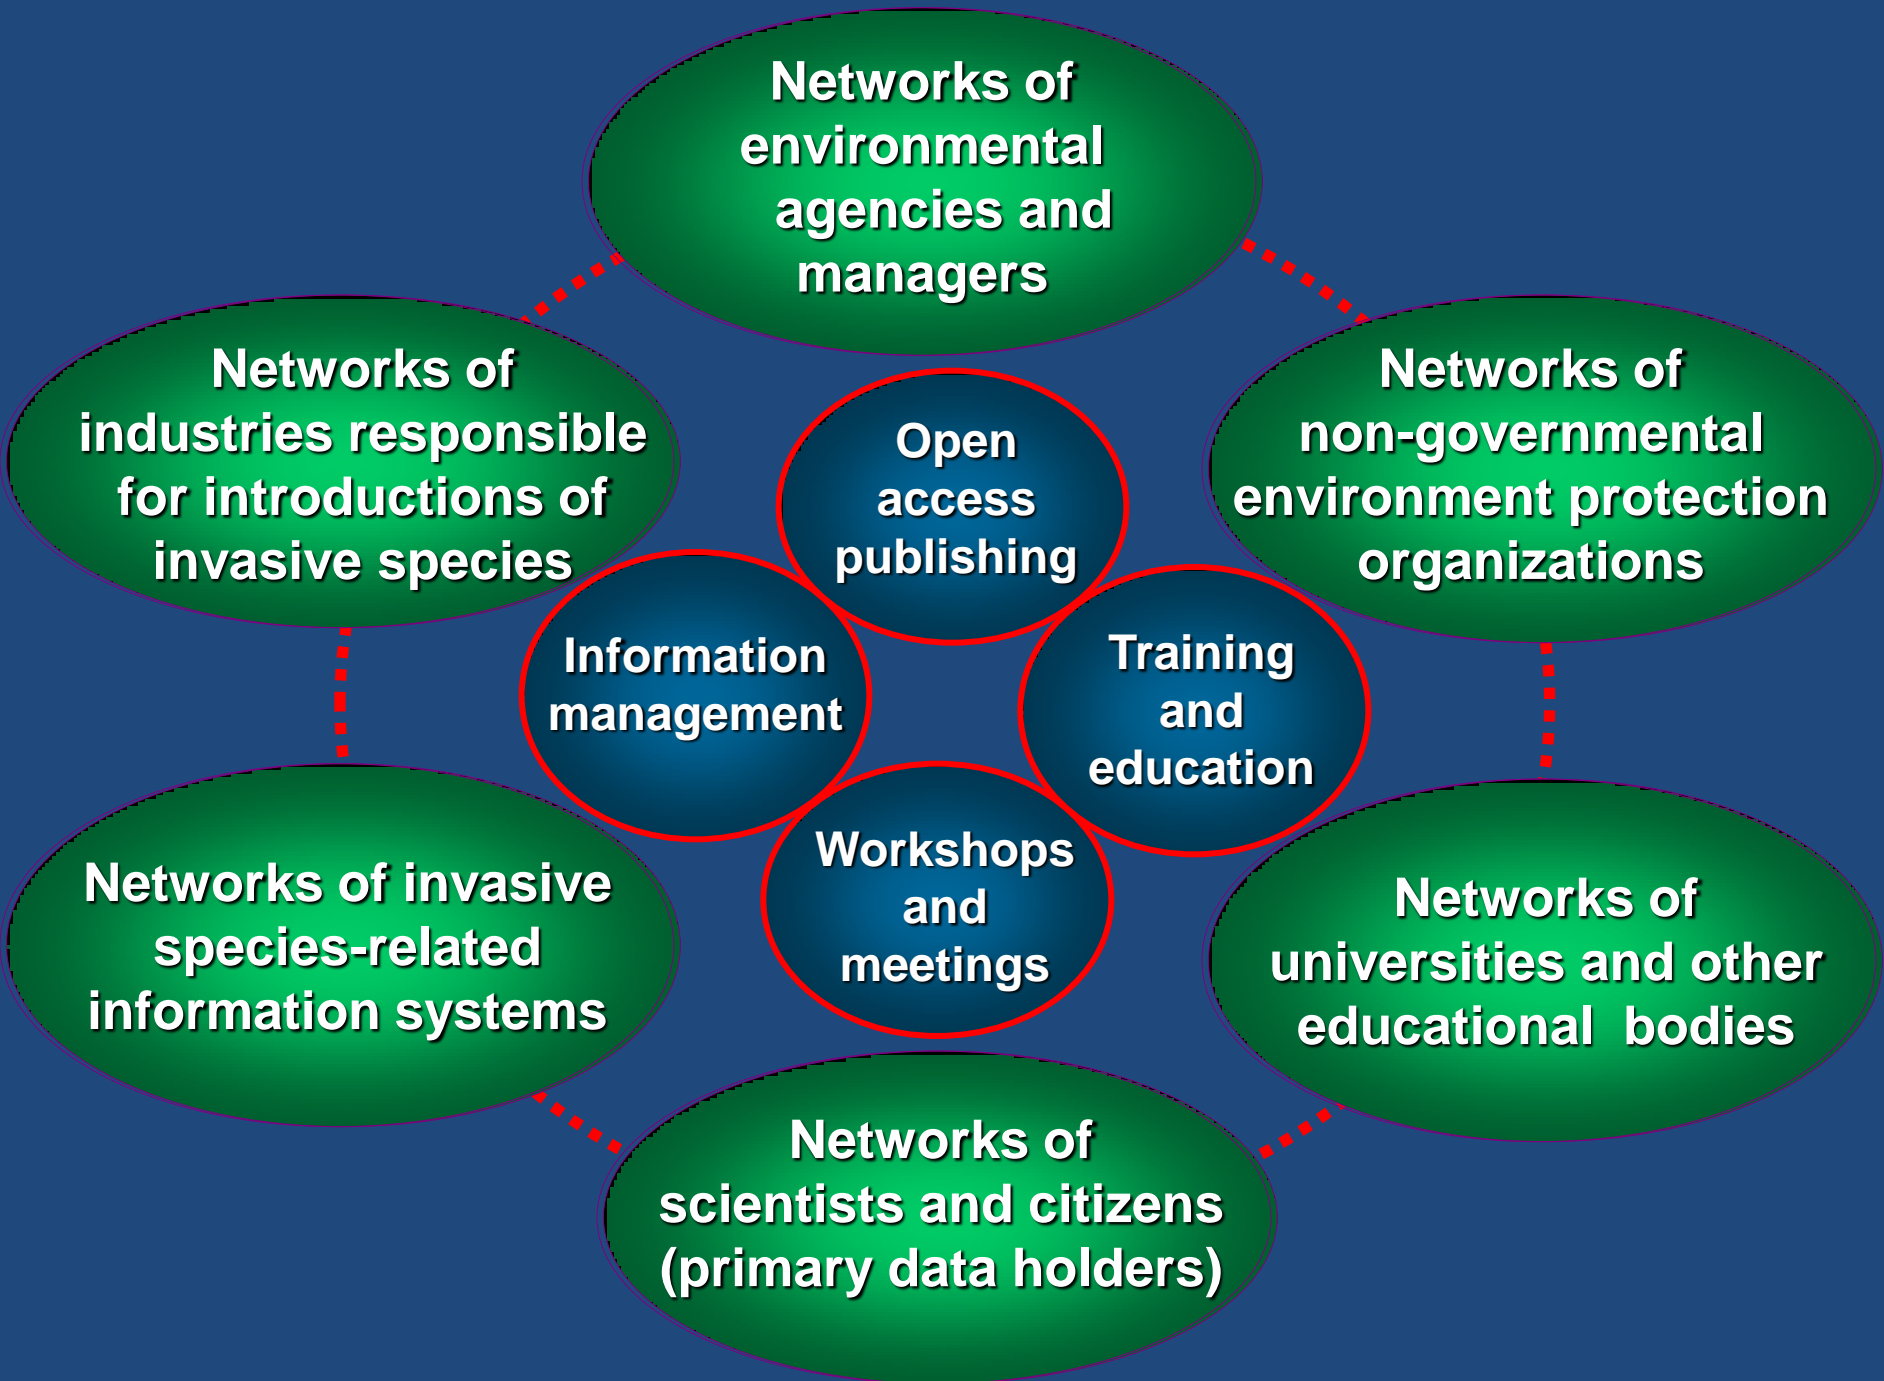 Networks of
environmental
agencies and
managers
Networks of
industries responsible
for introductions of
invasive species
Networks of
non-governmental
environment protection
organizations
Open
access
publishing
Information
management
Training
and
education
Workshops
and
meetings
Networks of invasive
species-related
information systems
Networks of
universities and other
educational bodies
Networks of
scientists and citizens
(primary data holders)